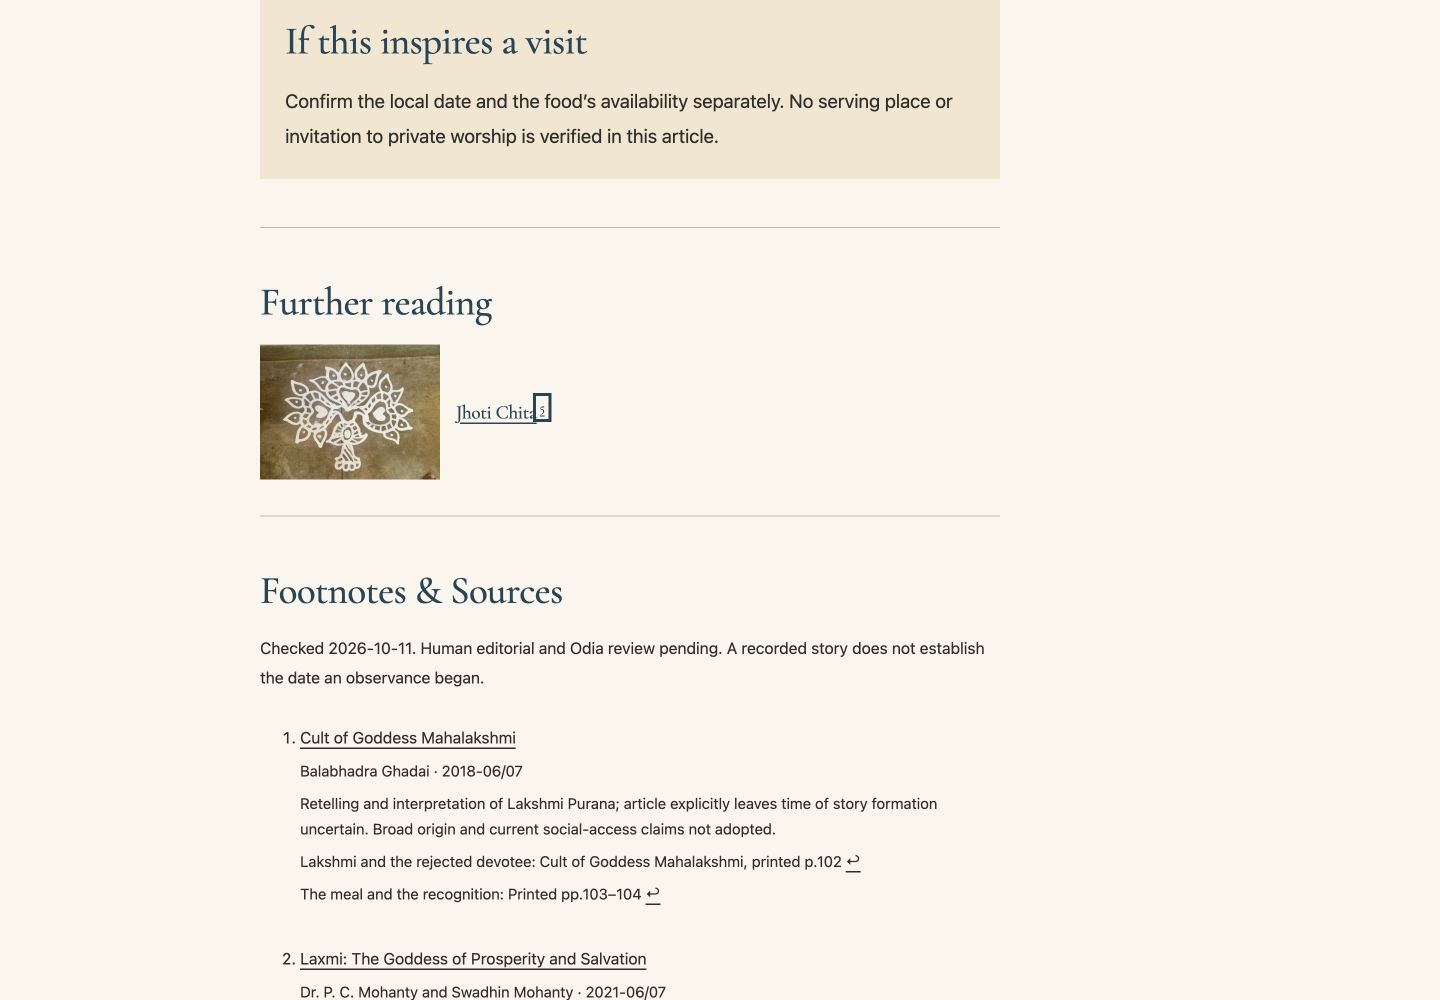 If this inspires a visit
Confirm the local date and the food’s availability separately. No serving place or
invitation to private worship is verified in this article.
Further reading
Jhoti Chita 5
Footnotes & Sources
Checked 2026-10-11. Human editorial and Odia review pending. A recorded story does not establish
the date an observance began.
1. Cult of Goddess Mahalakshmi
Balabhadra Ghadai · 2018-06/07
Retelling and interpretation of Lakshmi Purana; article explicitly leaves time of story formation
uncertain. Broad origin and current social-access claims not adopted.
Lakshmi and the rejected devotee: Cult of Goddess Mahalakshmi, printed p.102 ↩
The meal and the recognition: Printed pp.103–104 ↩
2. Laxmi: The Goddess of Prosperity and Salvation
Dr. P. C. Mohanty and Swadhin Mohanty · 2021-06/07